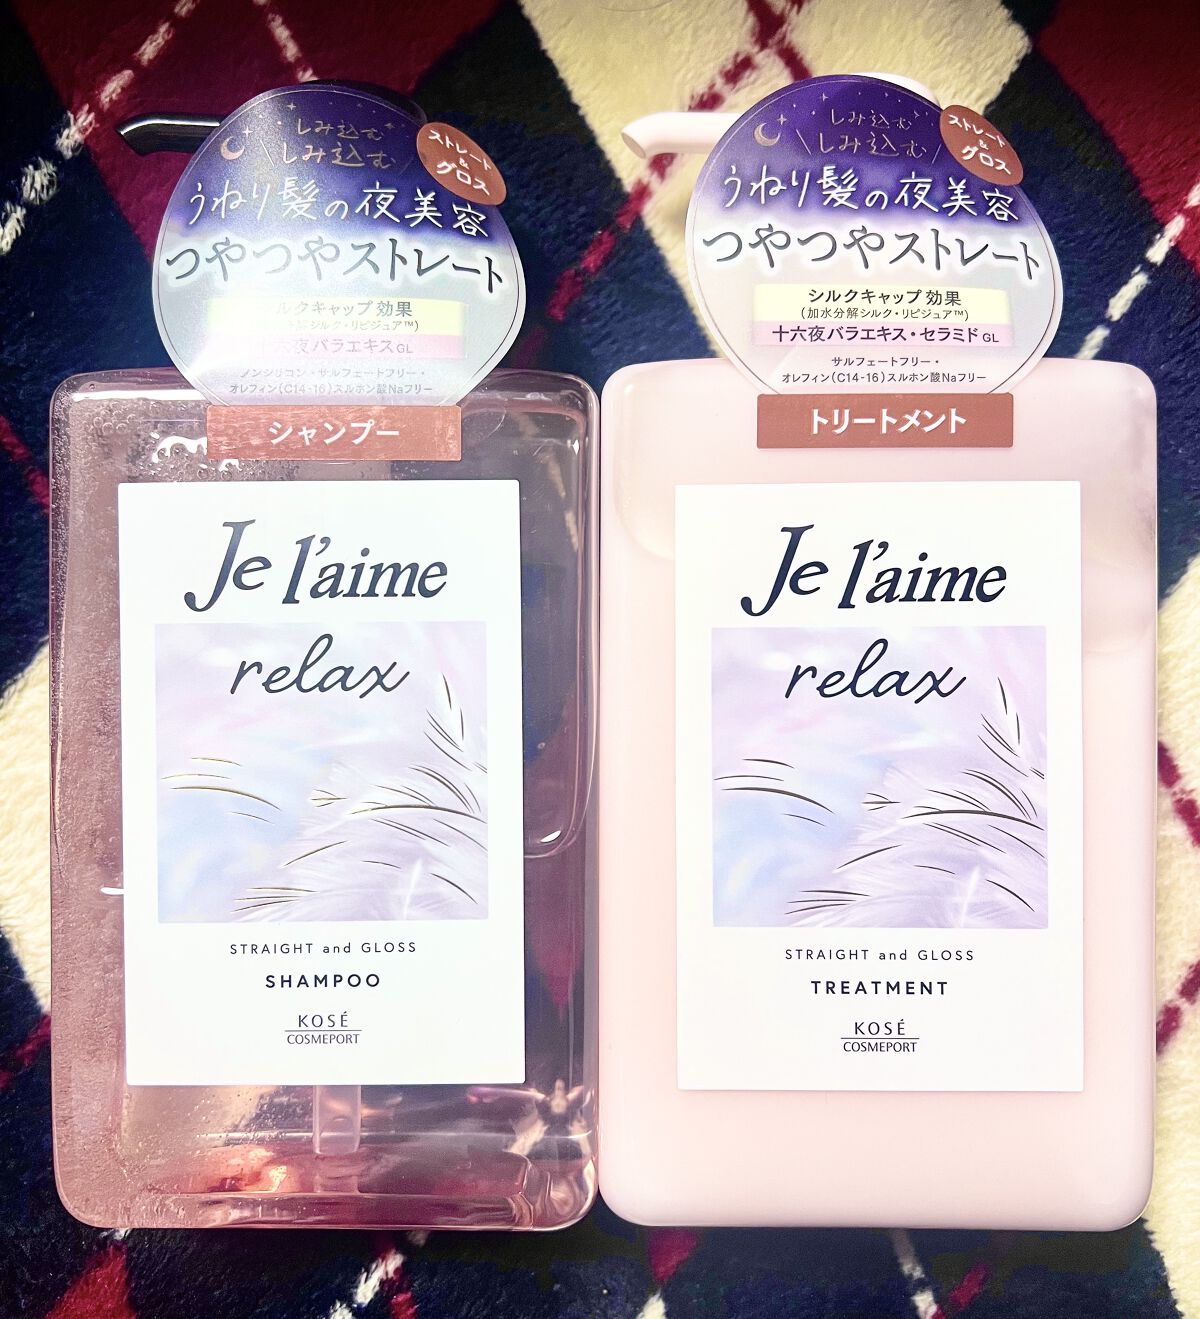 しみ込む
しみ込む
うねり髪の夜美容
つやつやストレート
ストレート
&
グロス
ルクキャップ効果
解シルク・リピジュア™)
夜バラエキスGL
ノンシリコン・サルフェートフリー・
オレフィン(C14-16)スルホン酸Naフリー
シャンプー
Je l'aime
relax
STRAIGHT and GLOSS
SHAMPOO
KOSÉ
COSMEPORT
しみ込む
しみ込む
うねり髪の夜美容
つやつやストレート
ストレート
&
グロス
シルクキャップ効果
(加水分解シルク・リピジュア™)
十六夜バラエキス・セラミドGL
サルフェートフリー・
オレフィン(C14-16)スルホン酸Naフリー
トリートメント
Je l'aime
relax
STRAIGHT and GLOSS
TREATMENT
KOSÉ
COSMEPORT